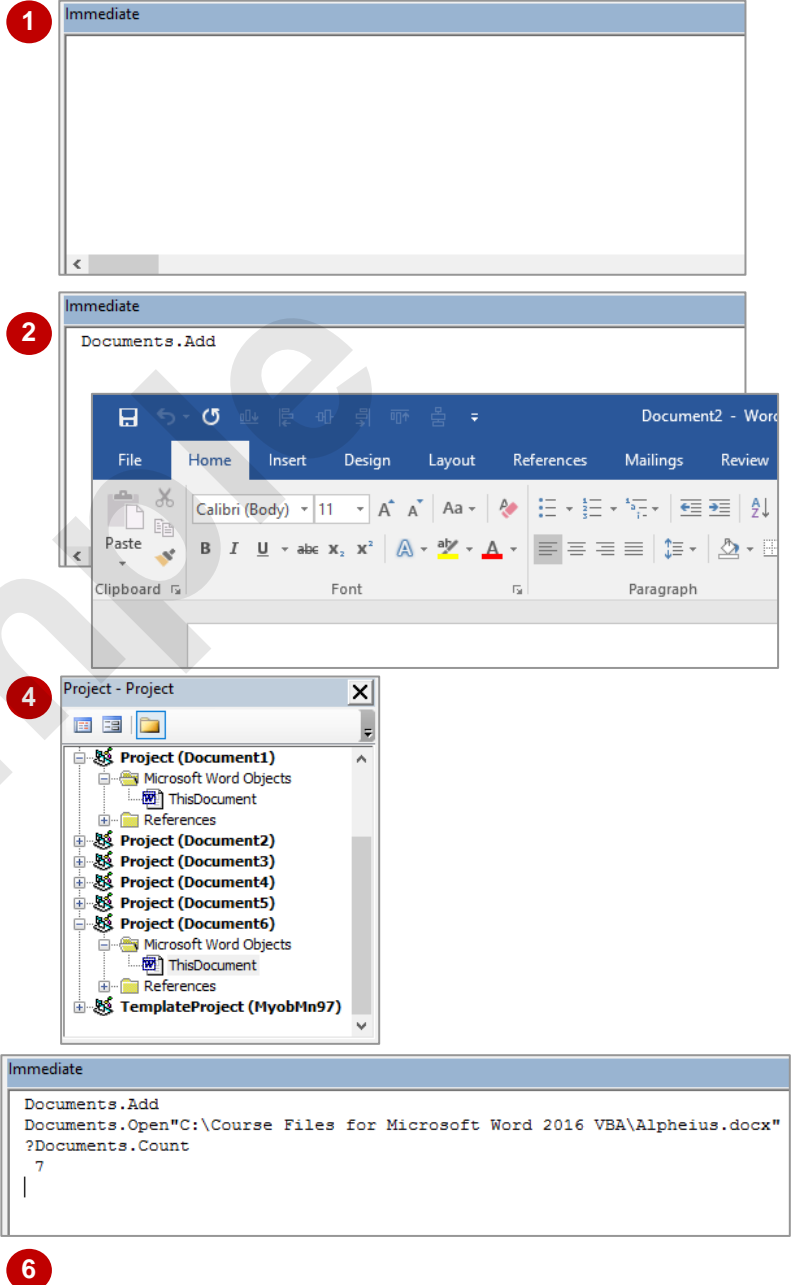 1
Immediate
2
Immediate
Documents.Add
Document2 - Word
File Home Insert Design Layout References Mailings Review
Calibri (Body) 11 A A Aa
Paste
B I U abc X₂ X² A aby A
Clipboard Font Paragraph
4
Project - Project
Project (Document1)
Microsoft Word Objects
ThisDocument
References
Project (Document2)
Project (Document3)
Project (Document4)
Project (Document5)
Project (Document6)
Microsoft Word Objects
ThisDocument
References
TemplateProject (MyobMn97)
Immediate
Documents.Add
Documents.Open"C:\Course Files for Microsoft Word 2016 VBA\Alpheius.docx"
?Documents.Count
7
6